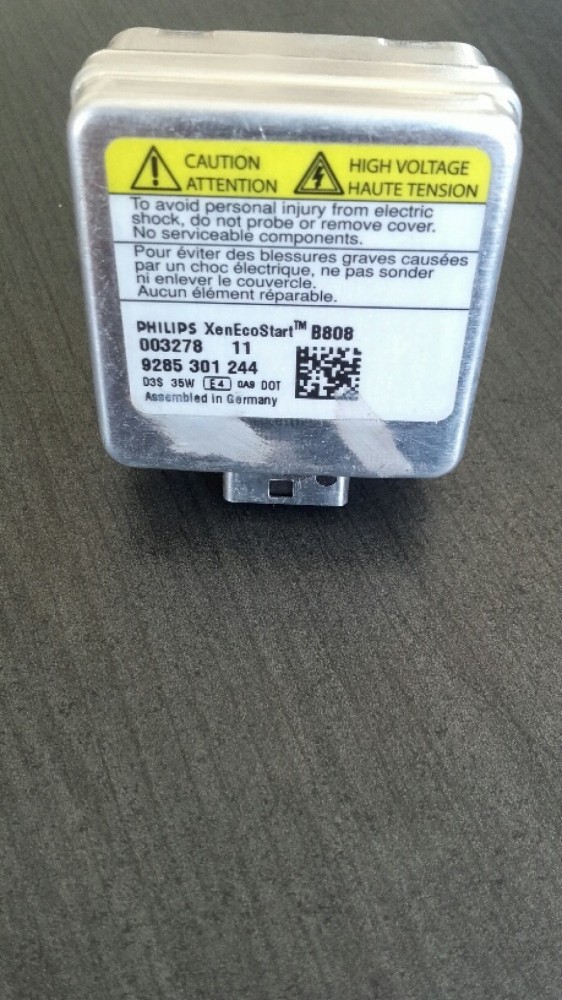 CAUTION
ATTENTION
HIGH VOLTAGE
HAUTE TENSION
To avoid personal injury from electric
shock, do not probe or remove cover.
No serviceable components.
Pour éviter des blessures graves causées
par un choc électrique, ne pas sonder
ni enlever le couvercle.
Aucun élément réparable.
PHILIPS XenEcoStart™ B808
003278 11
9285 301 244
D3S 35W E4 0A9 DOT
Assembled in Germany